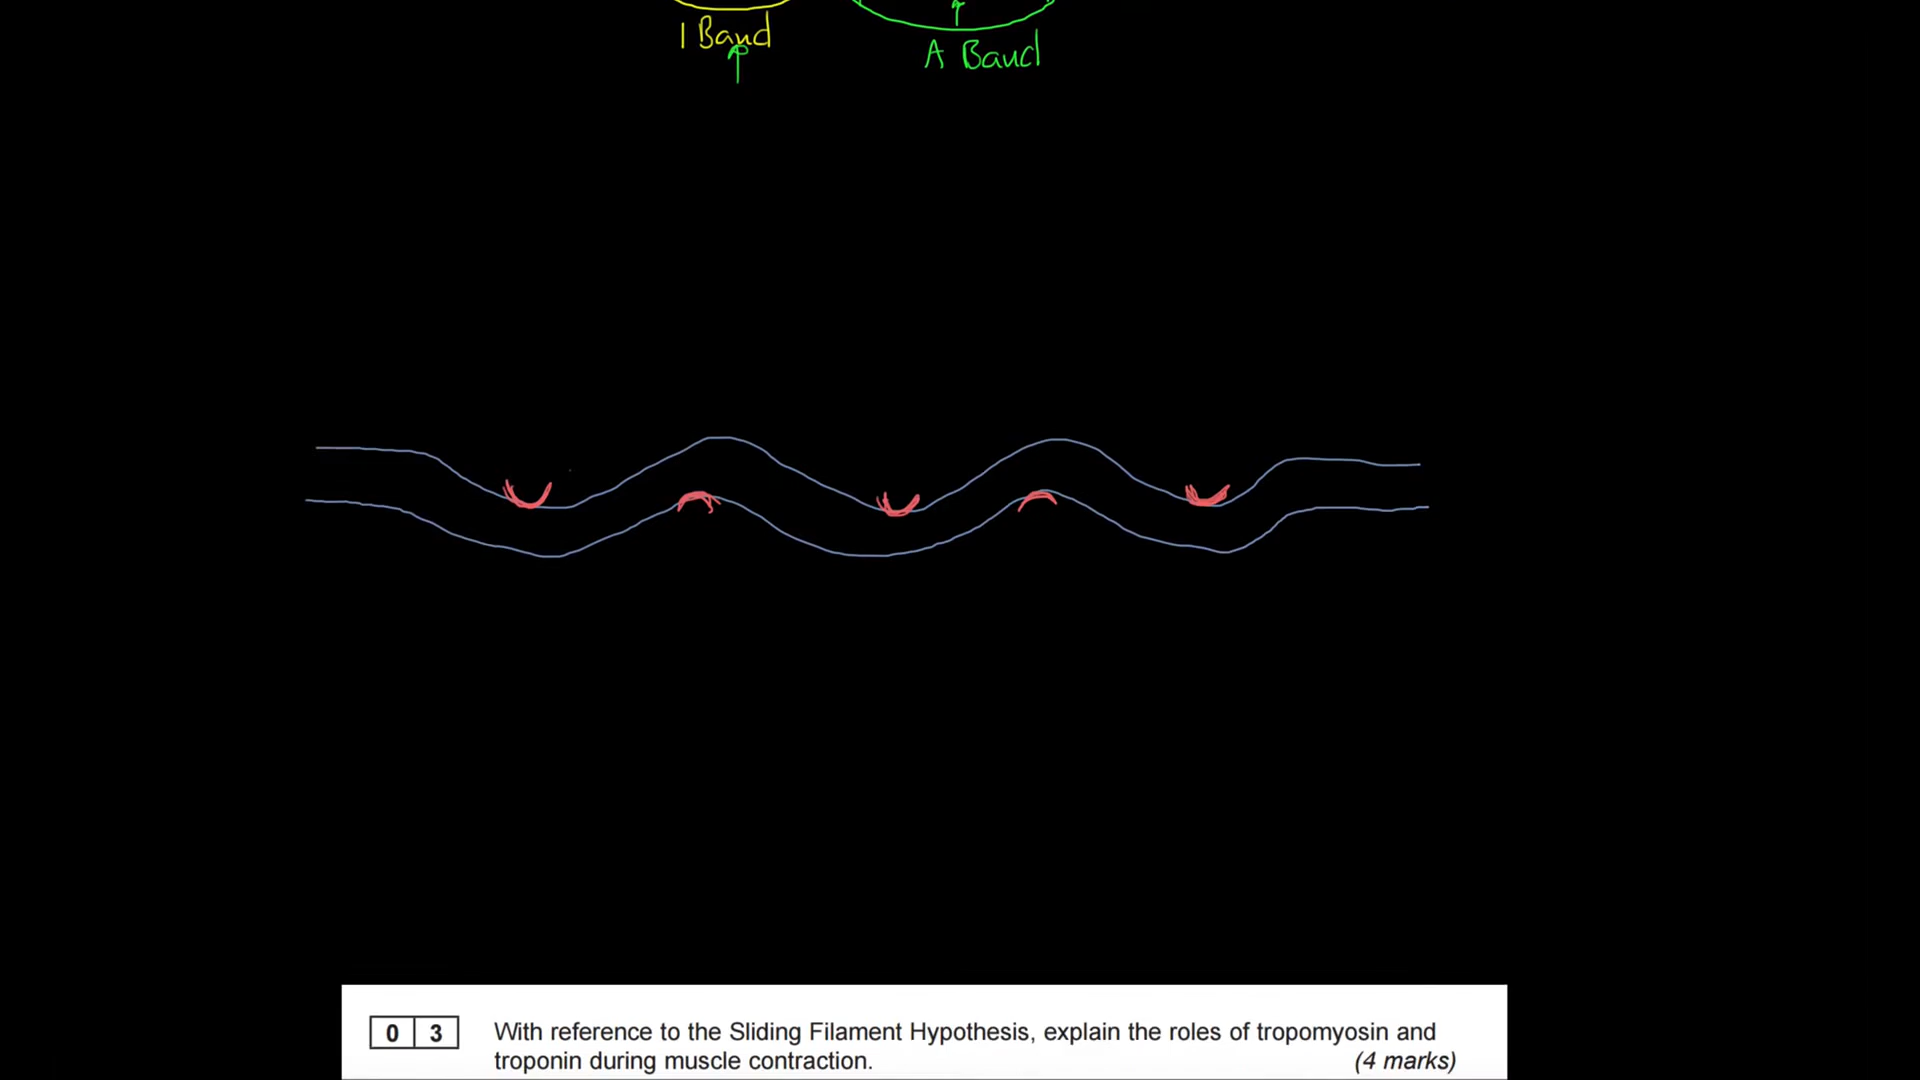 I Band
A Band
0 3
With reference to the Sliding Filament Hypothesis, explain the roles of tropomyosin and
troponin during muscle contraction. (4 marks)